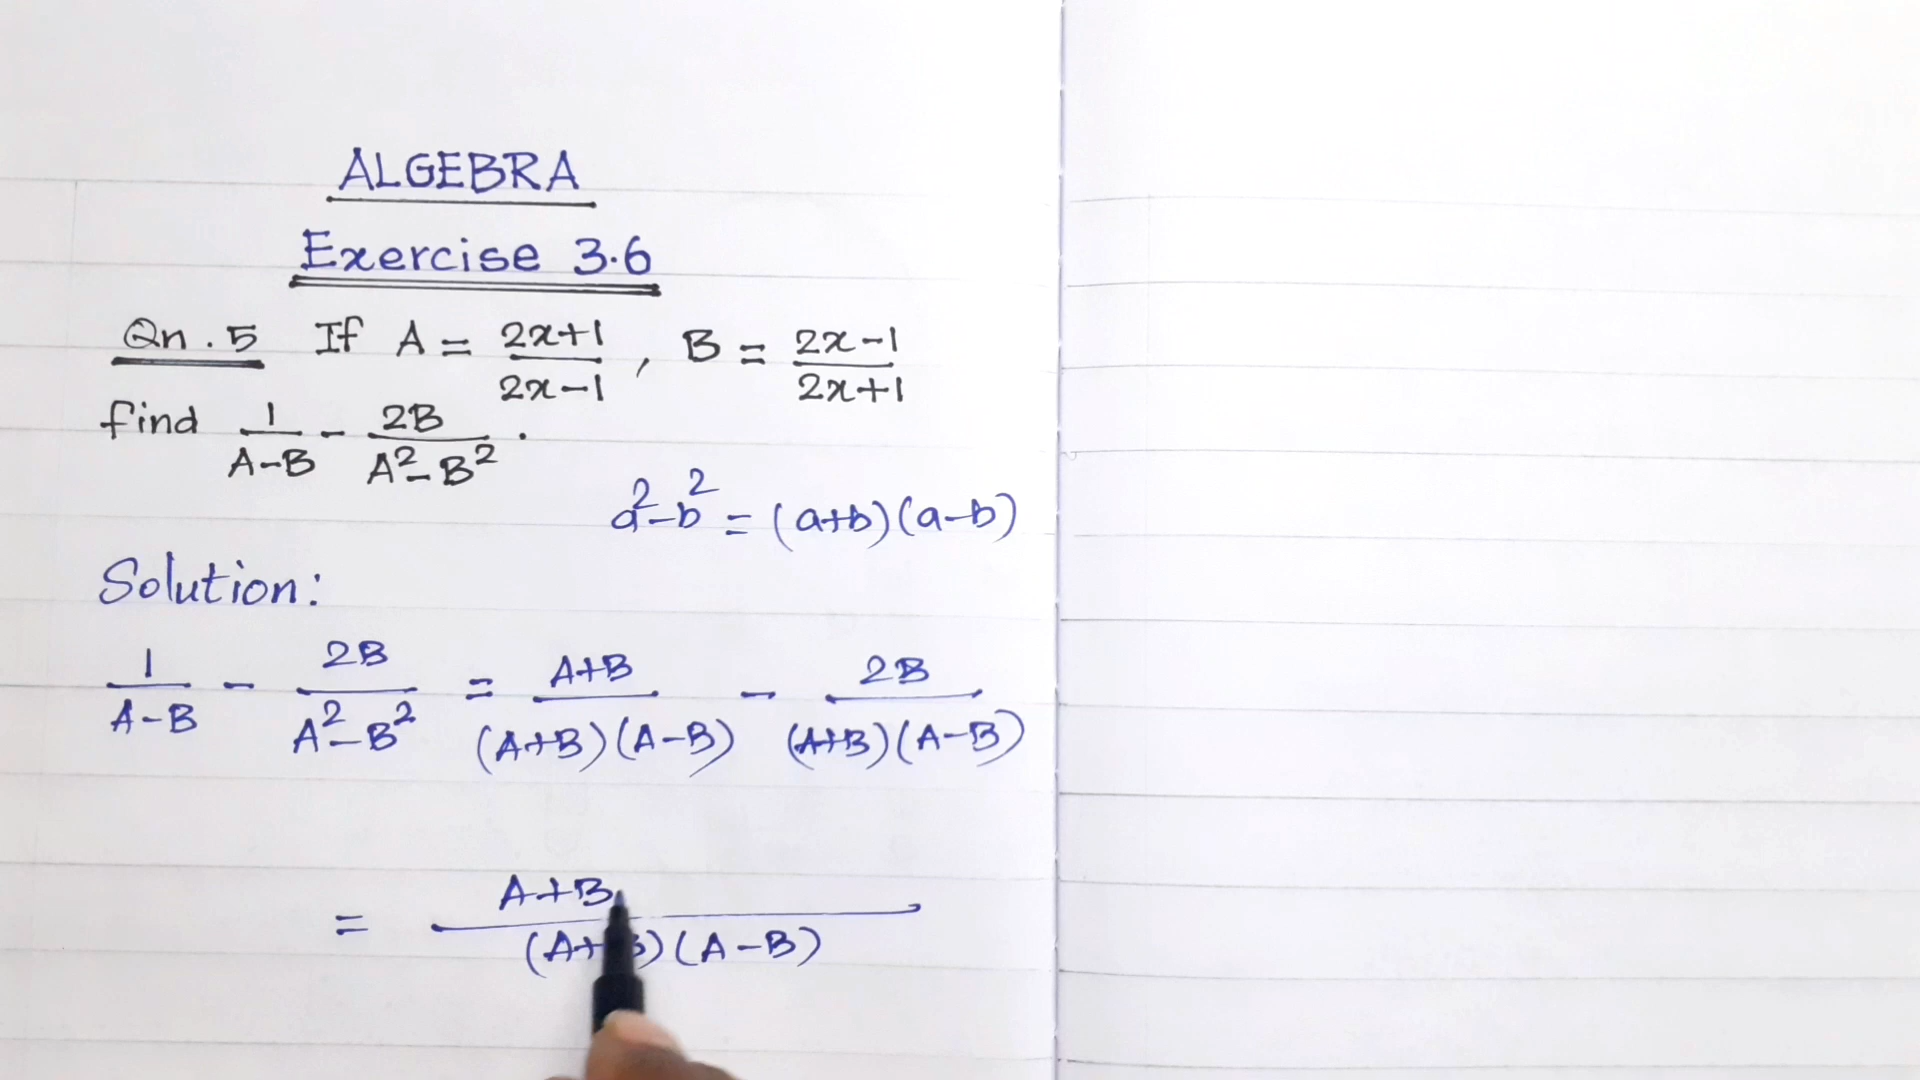 ALGEBRA
Exercise 3.6
Qn. 5 If A = (2x+1)/(2x-1), B = (2x-1)/(2x+1)
find 1/(A-B) - 2B/(A²-B²).
a²-b² = (a+b)(a-b)
Solution:
1/(A-B) - 2B/(A²-B²) = (A+B)/((A+B)(A-B)) - 2B/((A+B)(A-B))
= (A+B)/((A+B)(A-B))